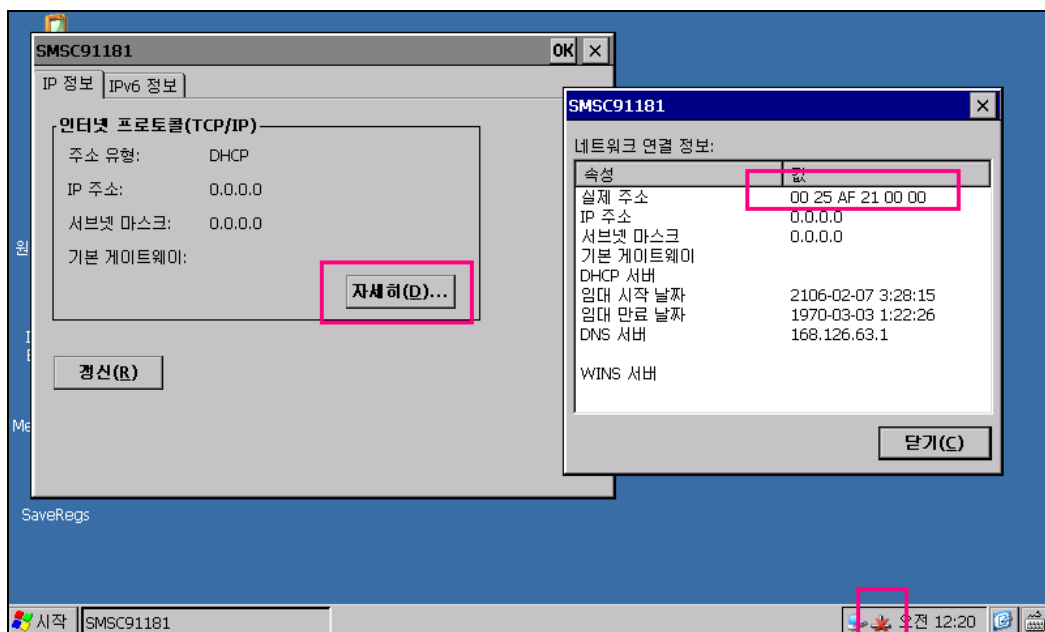 SMSC91181
OK
IP 정보
IPv6 정보
인터넷 프로토콜(TCP/IP)
주소 유형: DHCP
IP 주소: 0.0.0.0
서브넷 마스크: 0.0.0.0
기본 게이트웨이:
자세히(D)...
갱신(R)
SMSC91181
네트워크 연결 정보:
속성 값
실제 주소 00 25 AF 21 00 00
IP 주소 0.0.0.0
서브넷 마스크 0.0.0.0
기본 게이트웨이
DHCP 서버
임대 시작 날짜 2106-02-07 3:28:15
임대 만료 날짜 1970-03-03 1:22:26
DNS 서버 168.126.63.1
WINS 서버
닫기(C)
원
Me
SaveRegs
시작
SMSC91181
오전 12:20